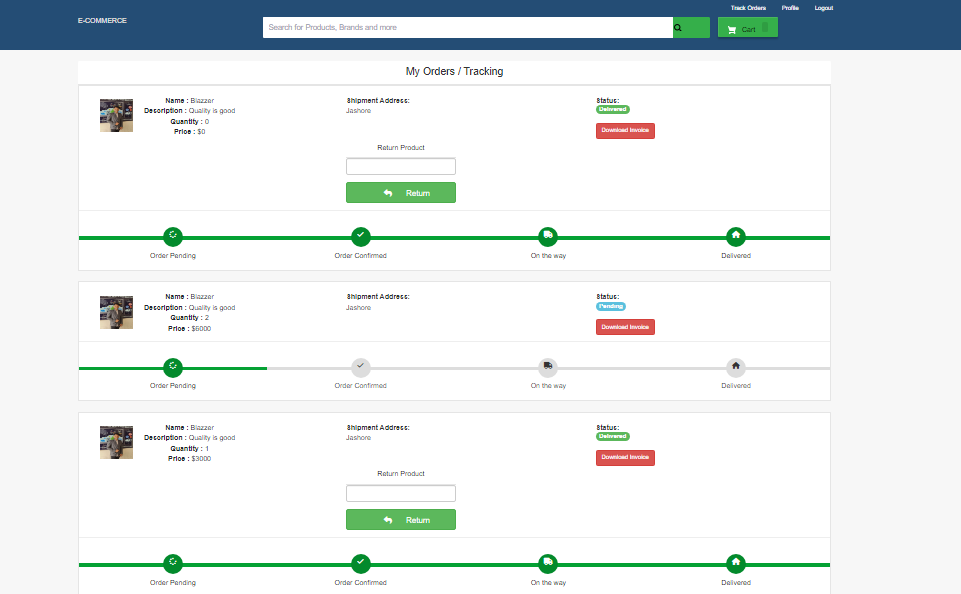 Track Orders Profile Logout
E-COMMERCE
Search for Products, Brands and more
Cart
My Orders / Tracking
Name : Blazzer
Description : Quality is good
Quantity : 0
Price : $0
Shipment Address:
Jashore
Return Product
Return
Status:
Delivered
Download Invoice
Order Pending
Order Confirmed
On the way
Delivered
Name : Blazzer
Description : Quality is good
Quantity : 2
Price : $6000
Shipment Address:
Jashore
Status:
Pending
Download Invoice
Order Pending
Order Confirmed
On the way
Delivered
Name : Blazzer
Description : Quality is good
Quantity : 1
Price : $3000
Shipment Address:
Jashore
Return Product
Return
Status:
Delivered
Download Invoice
Order Pending
Order Confirmed
On the way
Delivered